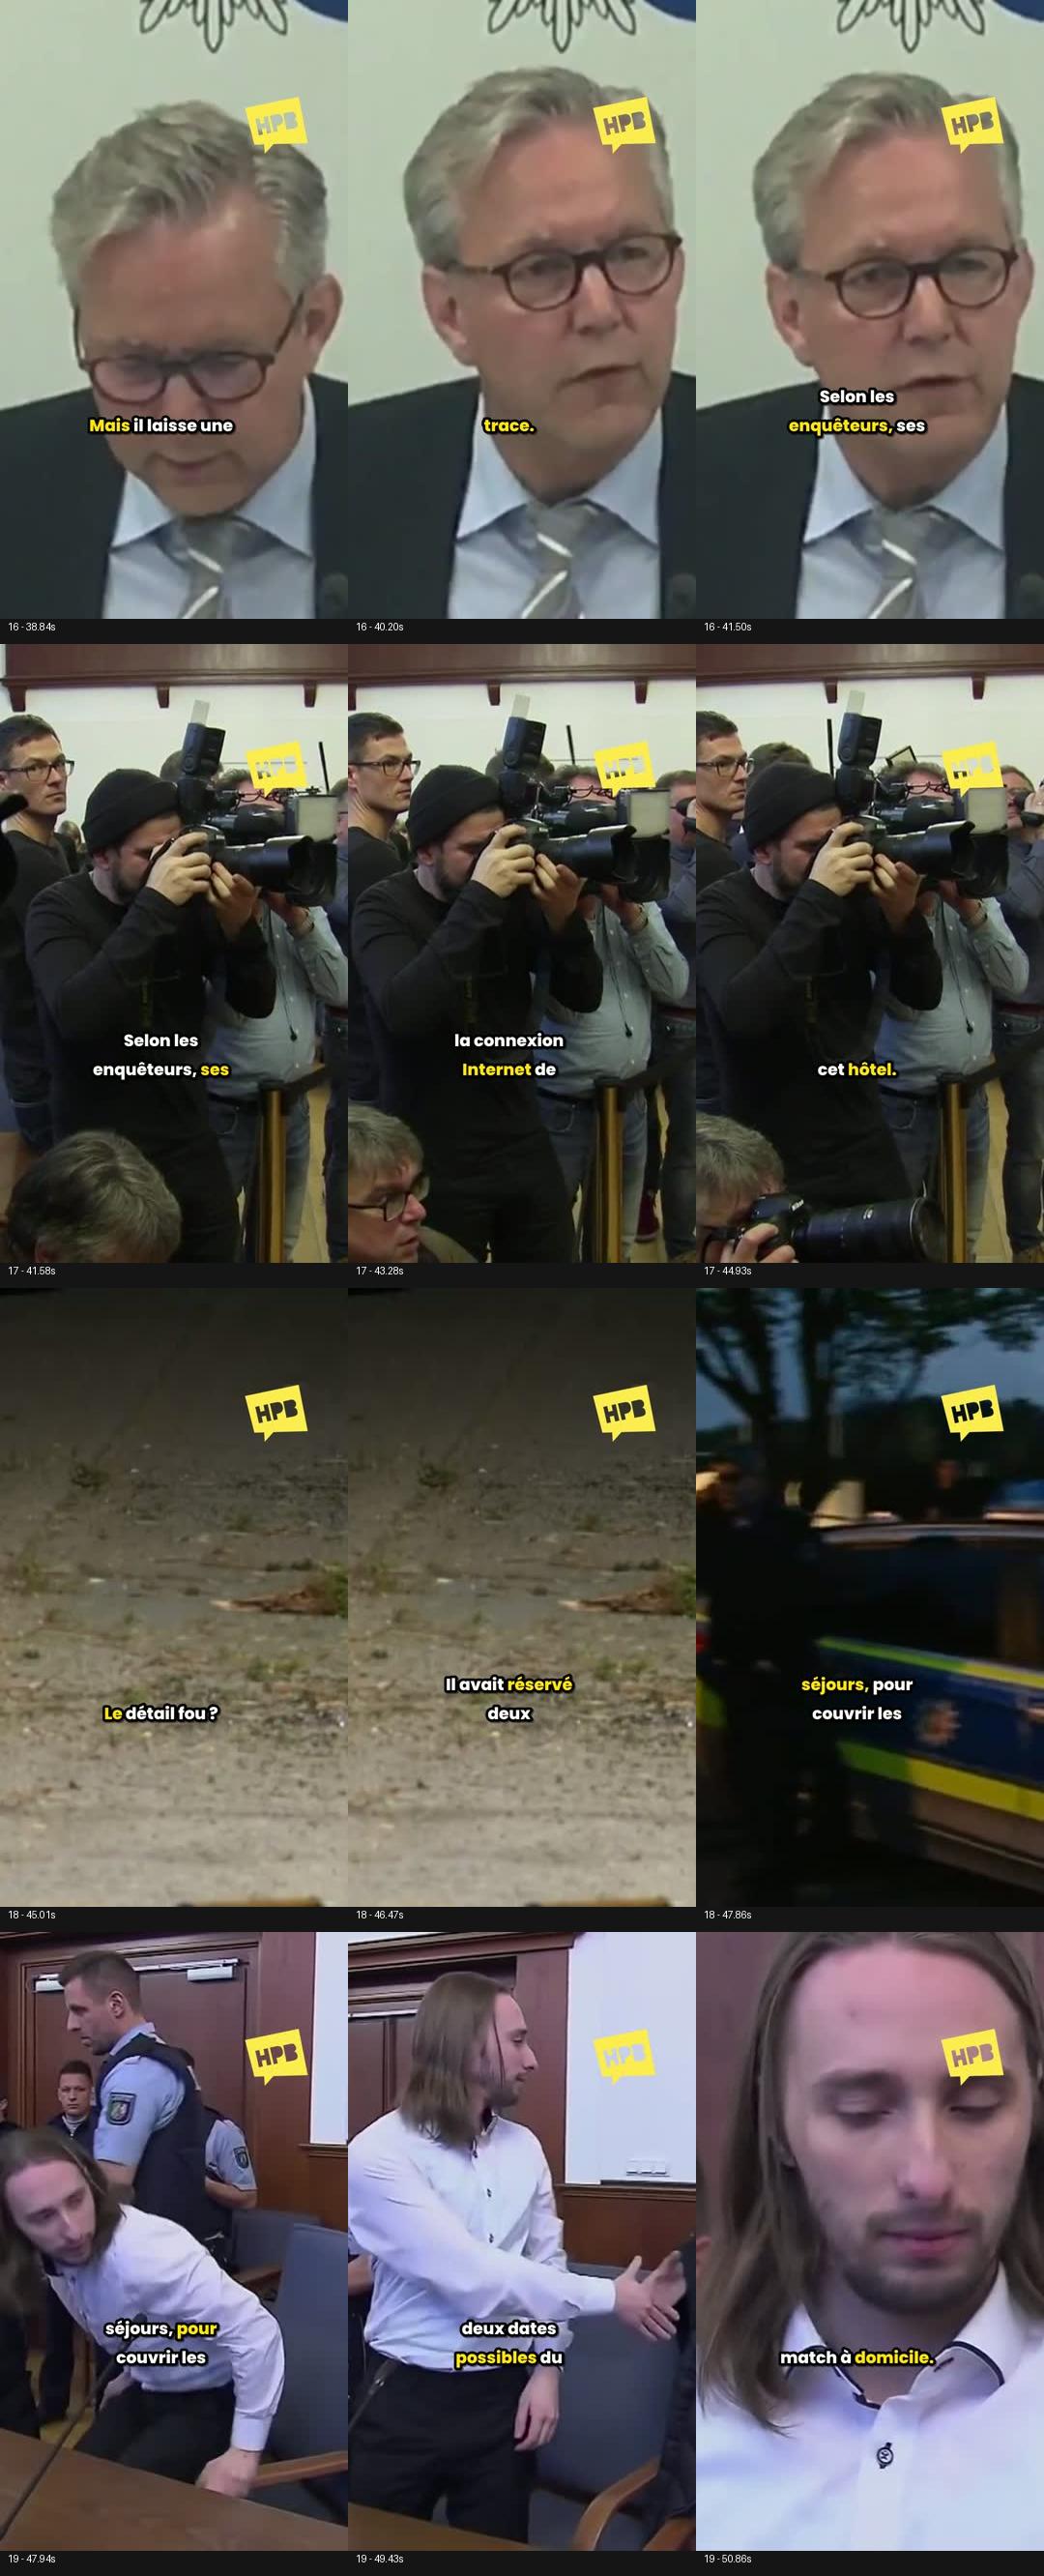 HPB
HPB
HPB
Mais il laisse une
trace.
Selon les
enquêteurs, ses
16 - 38.84s
16 - 40.20s
16 - 41.50s
HPB
HPB
HPB
Selon les
enquêteurs, ses
la connexion
Internet de
cet hôtel.
17 - 41.58s
17 - 43.28s
17 - 44.93s
HPB
HPB
HPB
Le détail fou ?
Il avait réservé
deux
séjours, pour
couvrir les
18 - 45.01s
18 - 46.47s
18 - 47.86s
HPB
HPB
HPB
séjours, pour
couvrir les
deux dates
possibles du
match à domicile.
19 - 47.94s
19 - 49.43s
19 - 50.86s